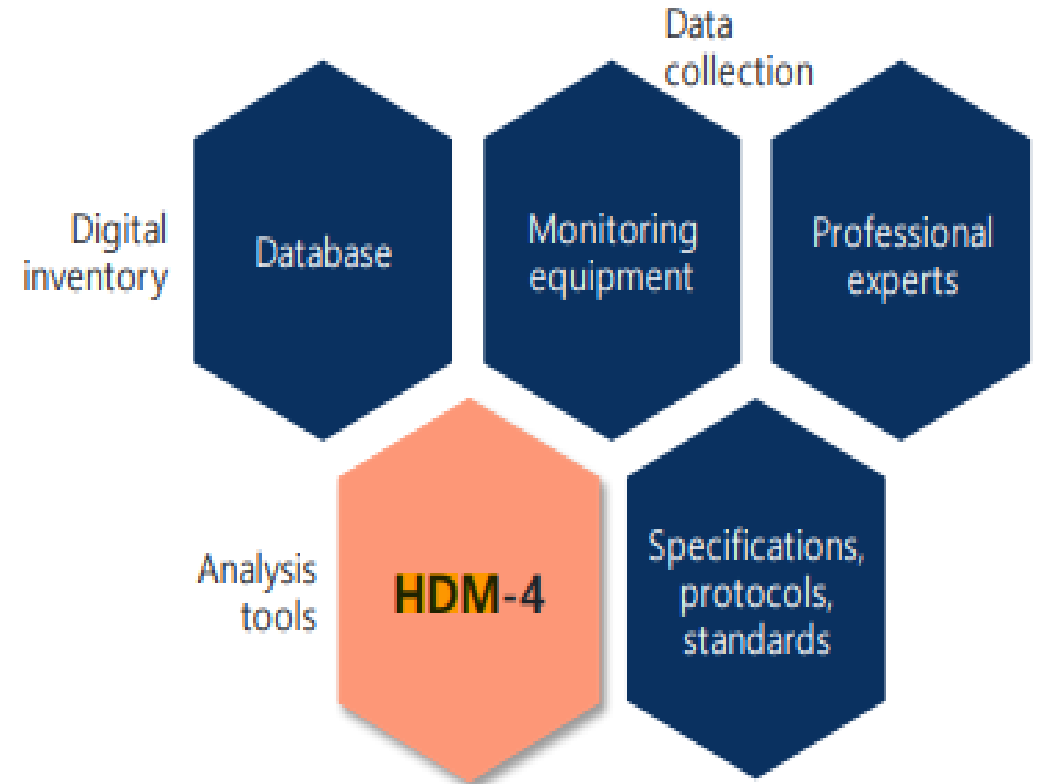 Data
collection
Digital
inventory
Database
Monitoring
equipment
Professional
experts
Analysis
tools
HDM-4
Specifications,
protocols,
standards